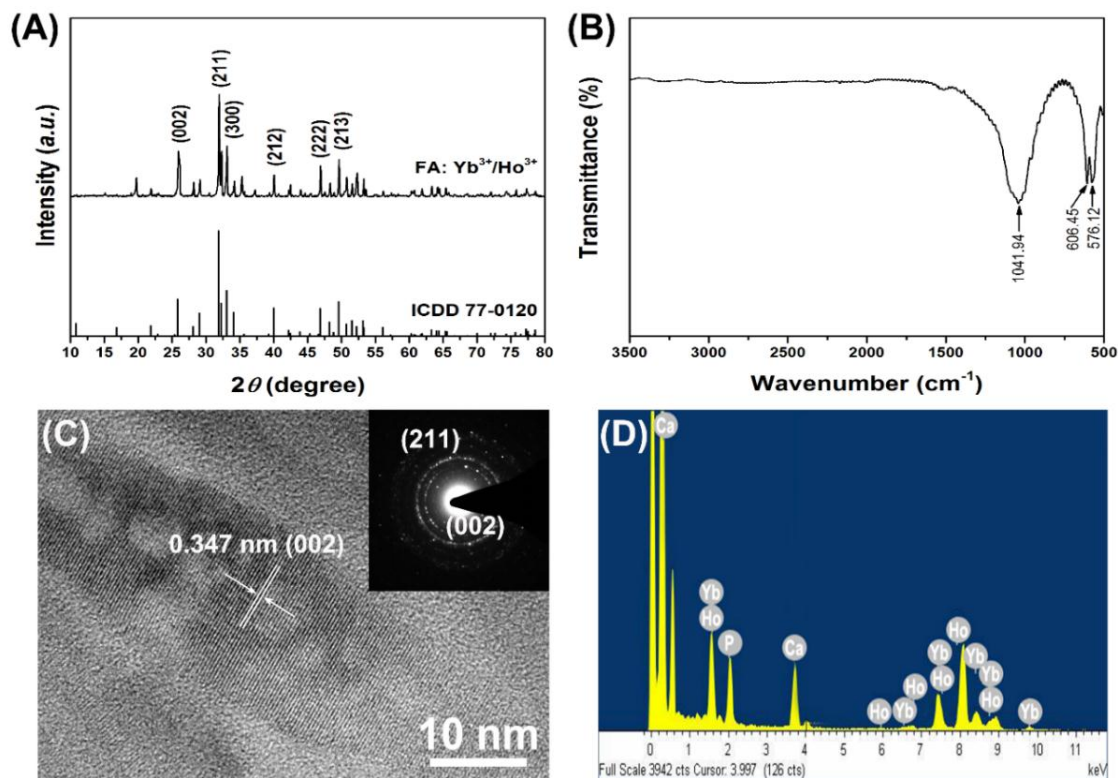 (A)
Intensity (a.u.)
(002)
(211)
(300)
(212)
(222)
(213)
FA: Yb³⁺/Ho³⁺
ICDD 77-0120
10 15 20 25 30 35 40 45 50 55 60 65 70 75 80
2θ (degree)
(B)
Transmittance (%)
1041.94
606.45
576.12
3500 3000 2500 2000 1500 1000 500
Wavenumber (cm⁻¹)
(C)
(211)
(002)
0.347 nm (002)
10 nm
(D)
Ca
Yb
Ho
P
Ca
Ho
Yb
Ho
Yb
Ho
Ho
Yb
Yb
Ho
Yb
0 1 2 3 4 5 6 7 8 9 10 11
Full Scale 3942 cts Cursor: 3.997 (126 cts)
keV